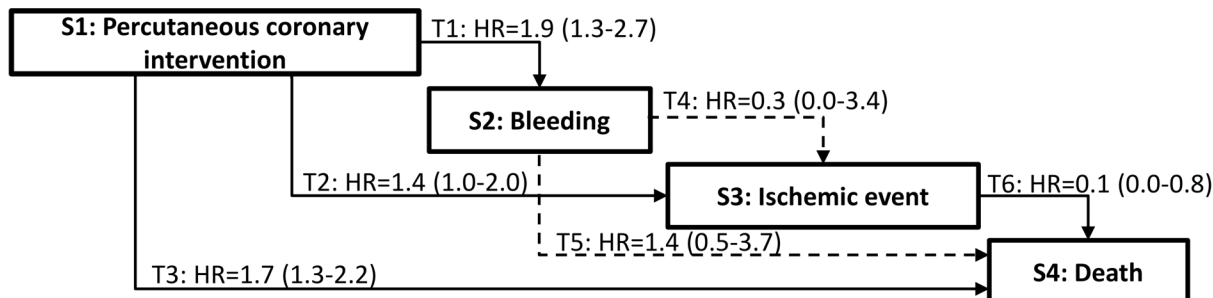 S1: Percutaneous coronary
intervention
T1: HR=1.9 (1.3-2.7)
S2: Bleeding
T4: HR=0.3 (0.0-3.4)
T2: HR=1.4 (1.0-2.0)
S3: Ischemic event
T6: HR=0.1 (0.0-0.8)
T5: HR=1.4 (0.5-3.7)
T3: HR=1.7 (1.3-2.2)
S4: Death